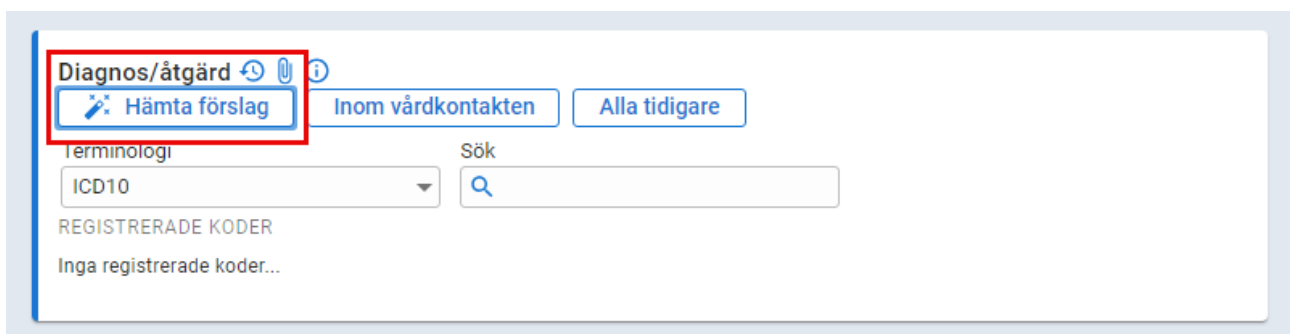 Diagnos/åtgärd
Hämta förslag Inom vårdkontakten Alla tidigare
Terminologi Sök
ICD10
REGISTRERADE KODER
Inga registrerade koder...